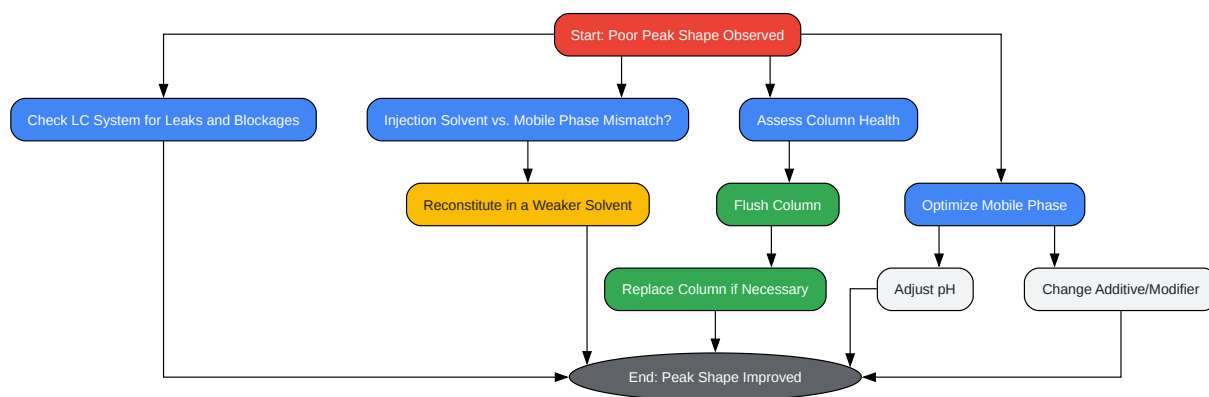 Start: Poor Peak Shape Observed
Check LC System for Leaks and Blockages
Injection Solvent vs. Mobile Phase Mismatch?
Assess Column Health
Reconstitute in a Weaker Solvent
Flush Column
Optimize Mobile Phase
Replace Column if Necessary
Adjust pH
Change Additive/Modifier
End: Peak Shape Improved